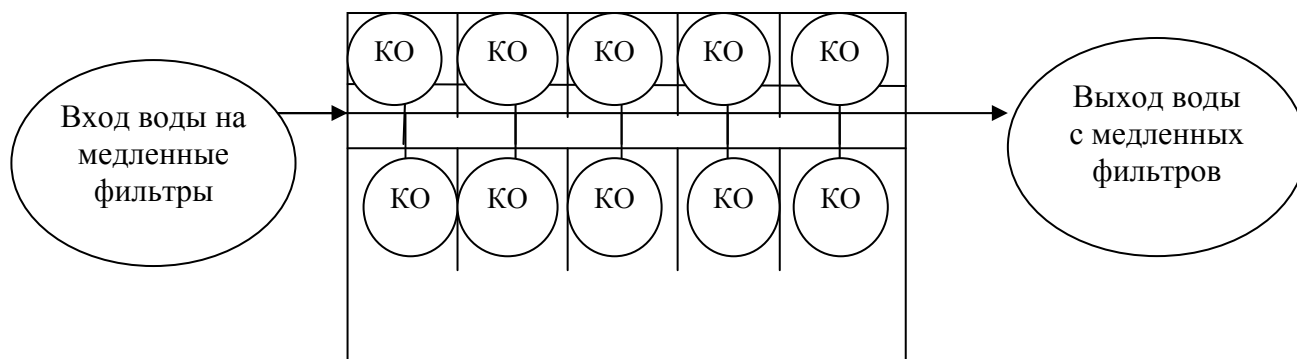 КО КО КО КО КО
Вход воды на
медленные
фильтры
Выход воды
с медленных
фильтров
КО КО КО КО КО